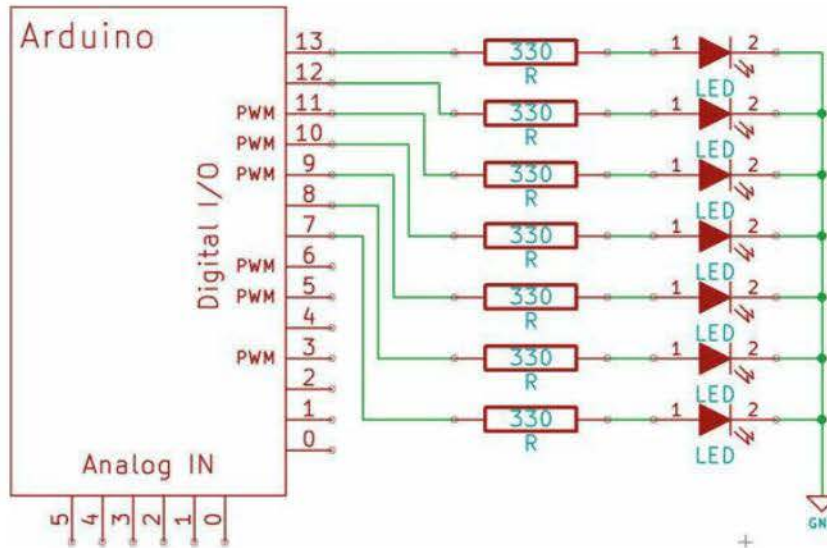 Arduino
13
12
PWM 11
PWM 10
PWM 9
8
7
PWM 6
PWM 5
4
PWM 3
2
1
0
Digital I/O
Analog IN
5 4 3 2 1 0
330
R
1 2
LED
330
R
1 2
LED
330
R
1 2
LED
330
R
1 2
LED
330
R
1 2
LED
330
R
1 2
LED
330
R
1 2
LED
GN